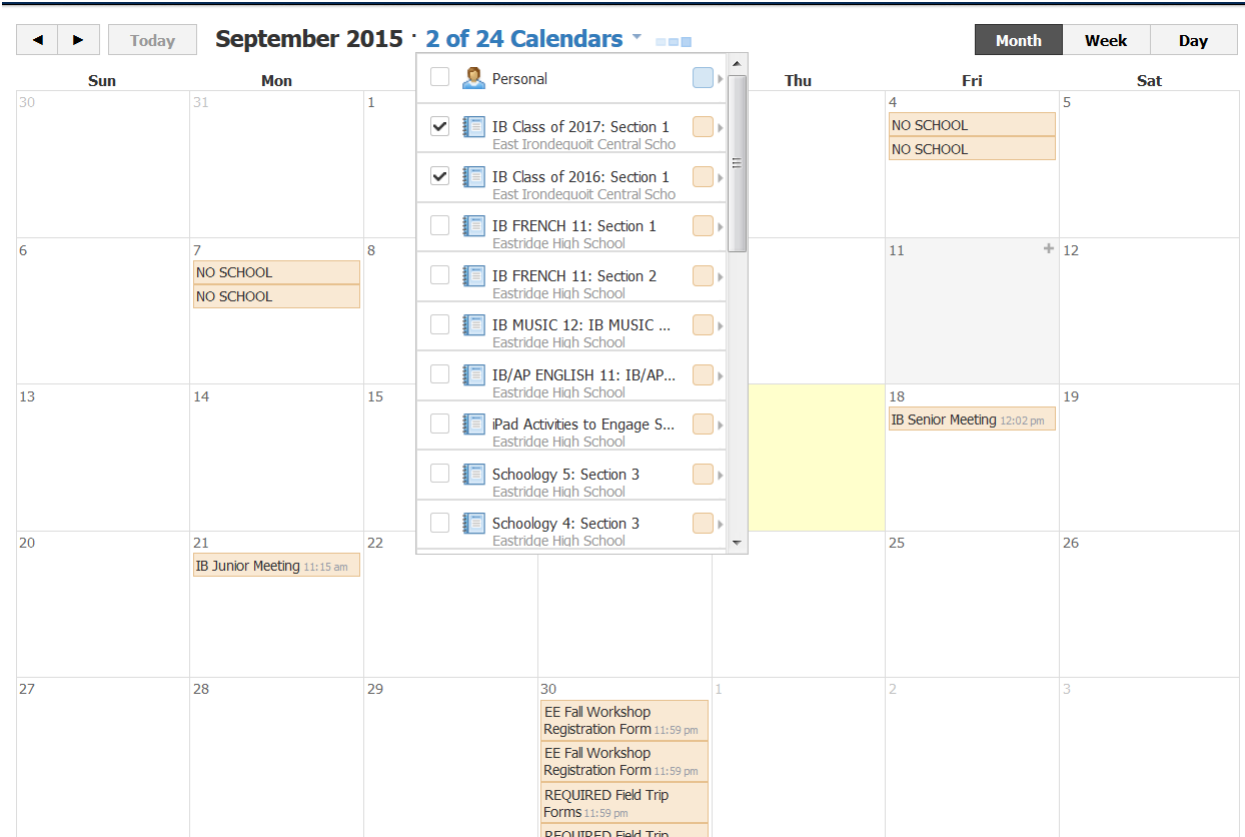 Today September 2015 · 2 of 24 Calendars Month Week Day
Sun Mon Thu Fri Sat
Personal
IB Class of 2017: Section 1
East Irondequoit Central Scho
IB Class of 2016: Section 1
East Irondequoit Central Scho
IB FRENCH 11: Section 1
Eastridge High School
IB FRENCH 11: Section 2
Eastridge High School
IB MUSIC 12: IB MUSIC ...
Eastridge High School
IB/AP ENGLISH 11: IB/AP...
Eastridge High School
iPad Activities to Engage S...
Eastridge High School
Schoology 5: Section 3
Eastridge High School
Schoology 4: Section 3
Eastridge High School
30 31 1 4 5
NO SCHOOL
NO SCHOOL
6 7 8 11 + 12
NO SCHOOL
NO SCHOOL
13 14 15 18 19
IB Senior Meeting 12:02 pm
20 21 22 25 26
IB Junior Meeting 11:15 am
27 28 29 30 1 2 3
EE Fall Workshop
Registration Form 11:59 pm
EE Fall Workshop
Registration Form 11:59 pm
REQUIRED Field Trip
Forms 11:59 pm
REQUIRED Field Trip